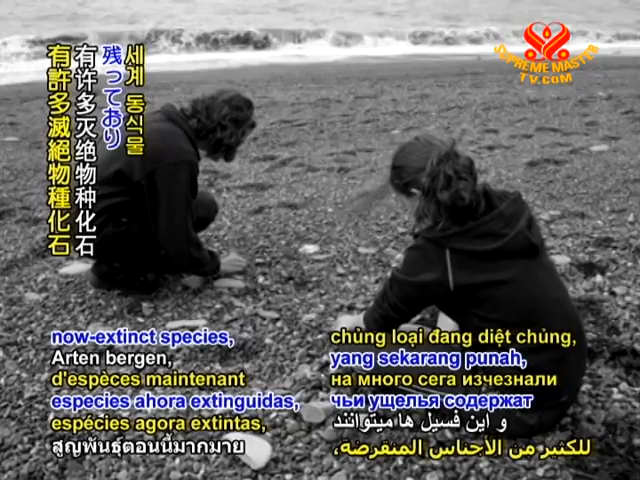 SUPREME MASTER
TV.COM
세계 동식물
残っており
有许多灭绝物种化石
有許多滅絕物種化石
now-extinct species,
Arten bergen,
d'espèces maintenant
especies ahora extinguidas,
espécies agora extintas,
สูญพันธุ์ตอนนี้มากมาย
chủng loại đang diệt chủng,
yang sekarang punah,
на много сега изчезнали
чьи ущелья содержат
و این فسیل ها میتوانند
للكثير من الأجناس المنقرضة،